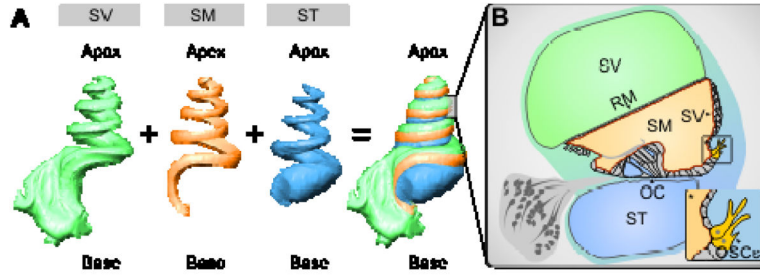 A SV SM ST B
Apex Apex Apex Apex
SV
RM
SM SV
+ + =
OC
ST
OSCs
Base Base Base Base